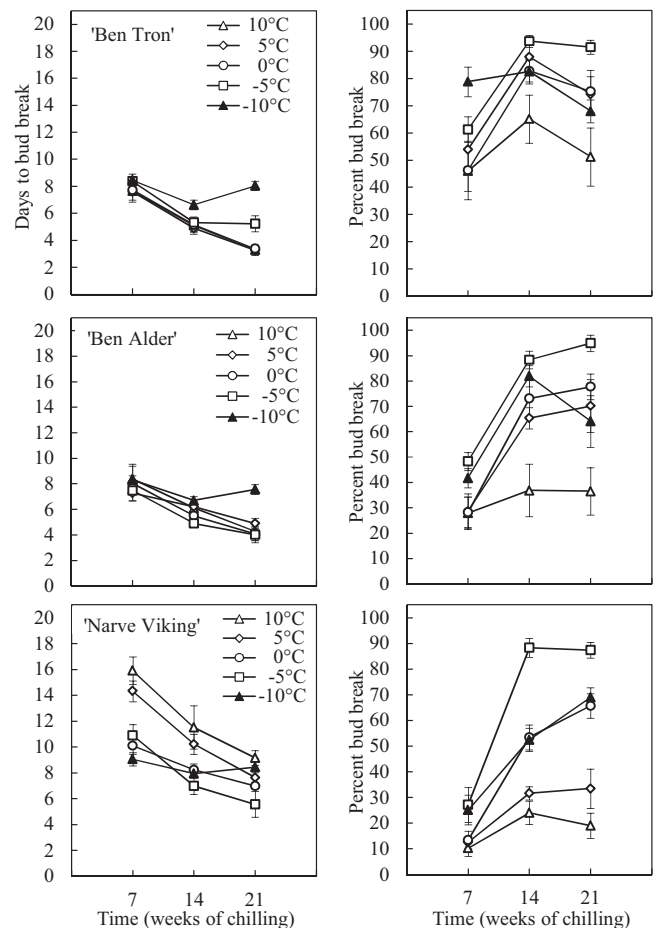 'Ben Tron'
10°C
5°C
0°C
-5°C
-10°C
Days to bud break
20
18
16
14
12
10
8
6
4
2
0
Percent bud break
100
90
80
70
60
50
40
30
20
10
0
'Ben Alder'
10°C
5°C
0°C
-5°C
-10°C
20
18
16
14
12
10
8
6
4
2
0
Percent bud break
100
90
80
70
60
50
40
30
20
10
0
'Narve Viking'
10°C
5°C
0°C
-5°C
-10°C
20
18
16
14
12
10
8
6
4
2
0
7 14 21
Time (weeks of chilling)
Percent bud break
100
90
80
70
60
50
40
30
20
10
0
7 14 21
Time (weeks of chilling)